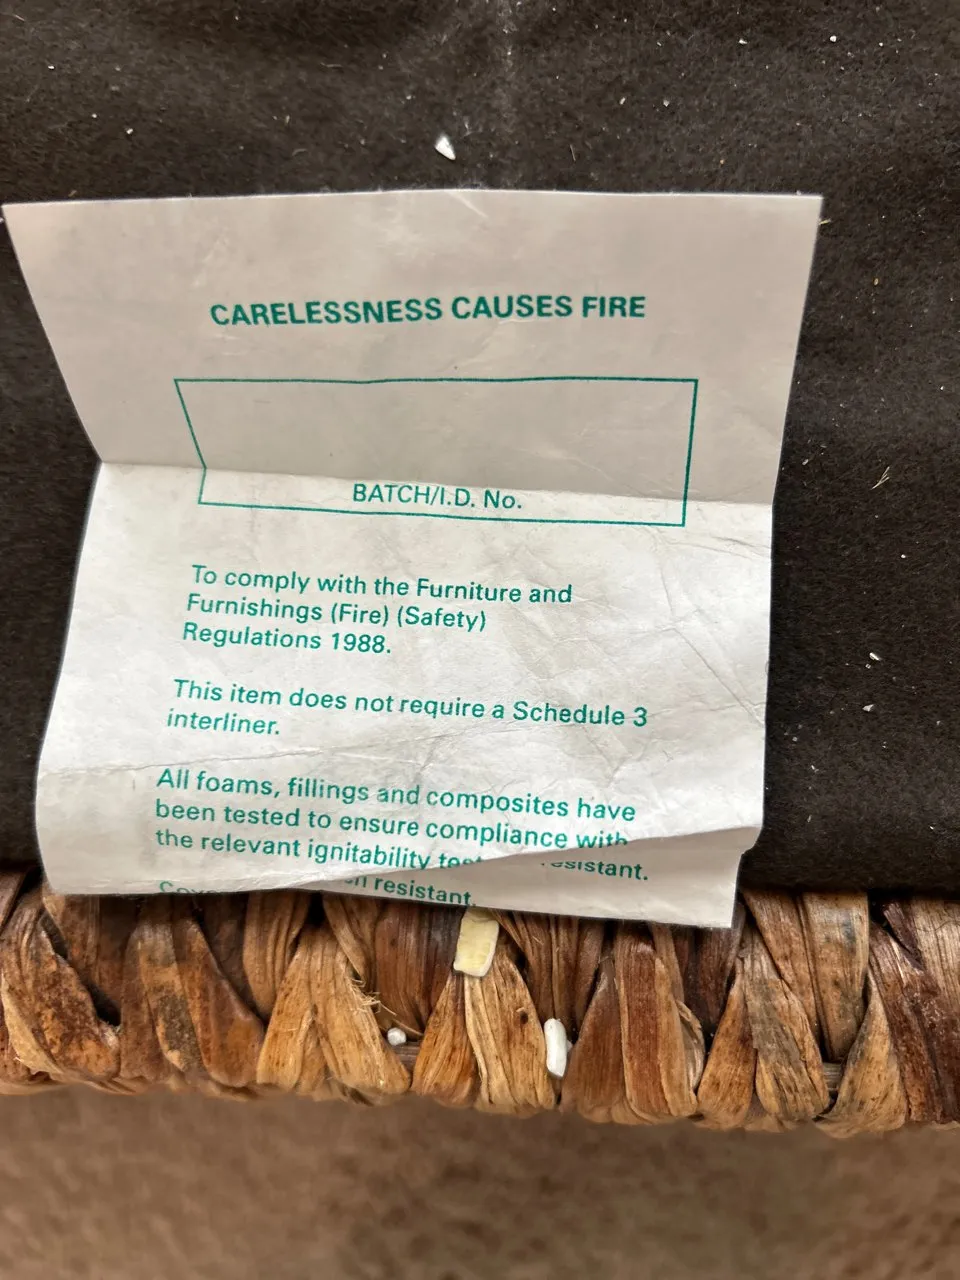 CARELESSNESS CAUSES FIRE
BATCH/I.D. No.
To comply with the Furniture and
Furnishings (Fire) (Safety)
Regulations 1988.
This item does not require a Schedule 3
interliner.
All foams, fillings and composites have
been tested to ensure compliance with
the relevant ignitability
resistant.
resistant.